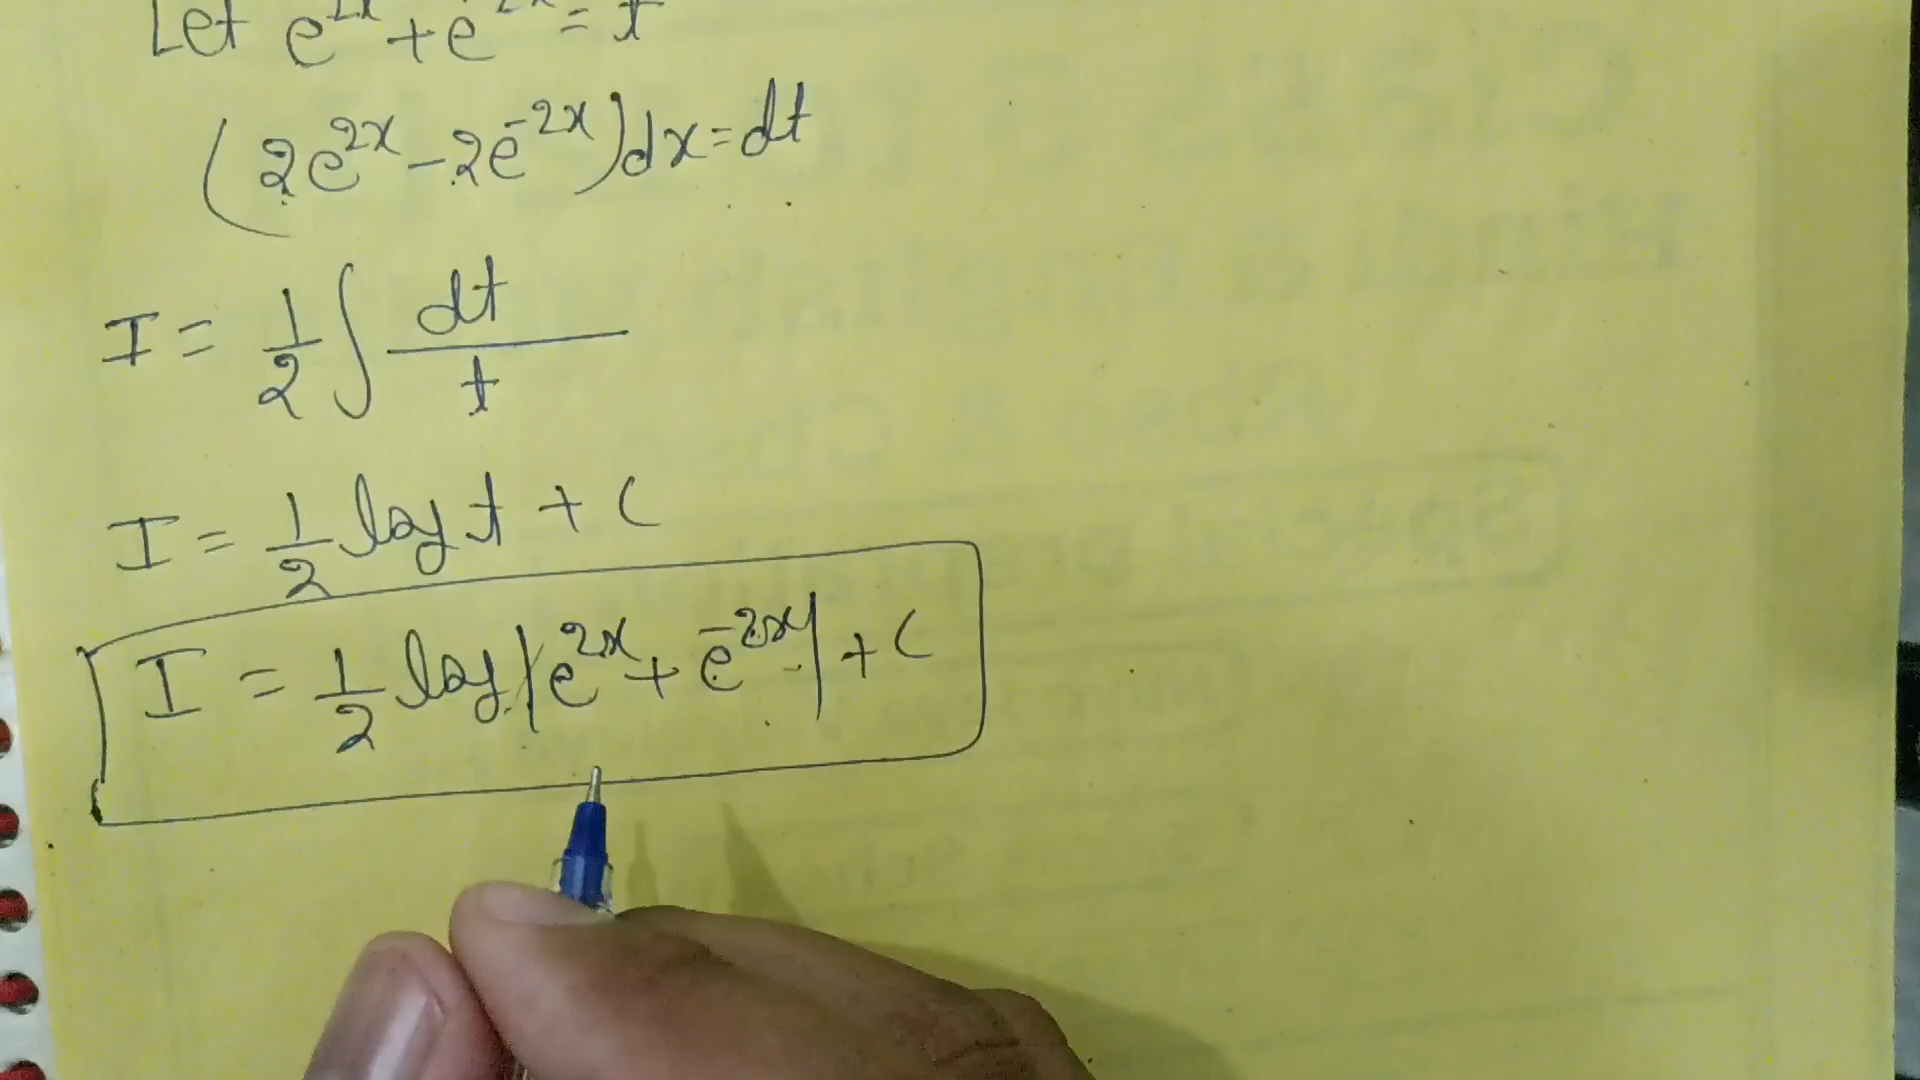 Let e^2x + e^-2x = t
(2e^2x - 2e^-2x)dx = dt
I = 1/2 ∫ dt/t
I = 1/2 log t + C
I = 1/2 log|e^2x + e^-2x| + C